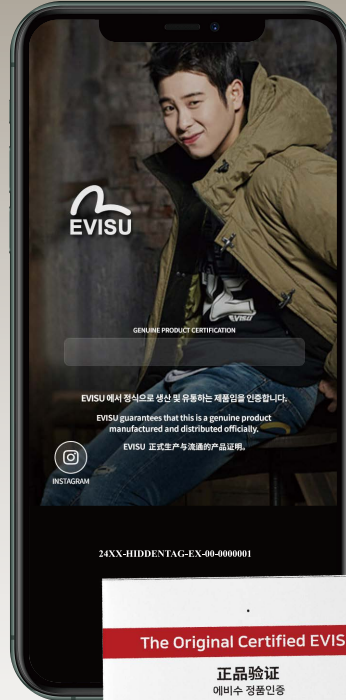 EVISU
EVISU
GENUINE PRODUCT CERTIFICATION
EVISU 에서 정식으로 생산 및 유통하는 제품임을 인증합니다.
EVISU guarantees that this is a genuine product
manufactured and distributed officially.
EVISU 正式生产与流通的产品证明。
INSTAGRAM
24XX-HIDDENTAG-EX-00-0000001
The Original Certified EVIS
正品验证
에비수 정품인증